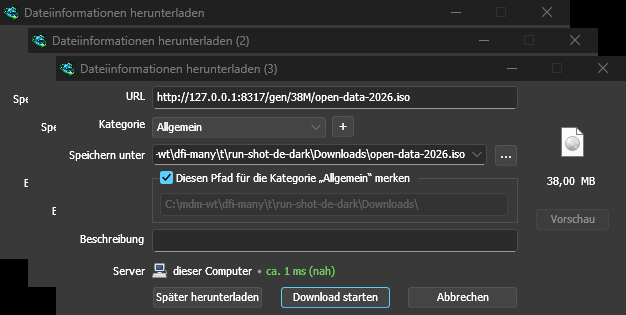 Dateiinformationen herunterladen
Dateiinformationen herunterladen (2)
Dateiinformationen herunterladen (3)
URL http://127.0.0.1:8317/gen/38M/open-data-2026.iso
Kategorie Allgemein +
Speichern unter -wt\dfi-many\t\run-shot-de-dark\Downloads\open-data-2026.iso ...
Diesen Pfad für die Kategorie „Allgemein“ merken
C:\mdm-wt\dfi-many\t\run-shot-de-dark\Downloads\
38,00 MB
Vorschau
Beschreibung
Server dieser Computer • ca. 1 ms (nah)
Später herunterladen Download starten Abbrechen